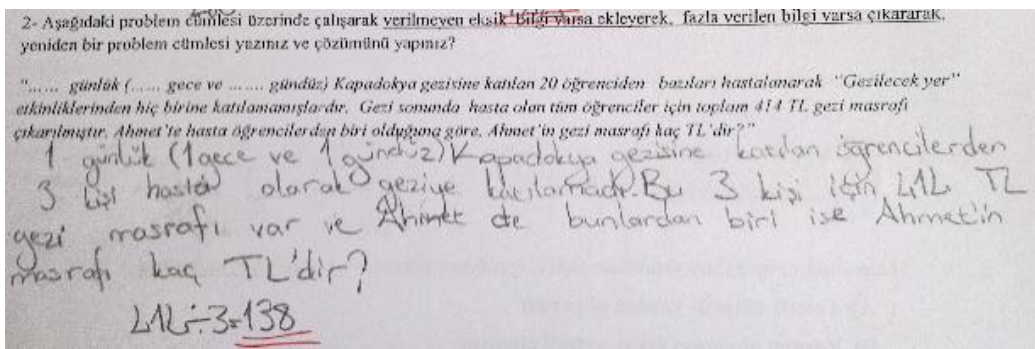 2- Aşağıdaki problem cümlesi üzerinde çalışarak verilmeyen eksik bilgi varsa ekleyerek, fazla verilen bilgi varsa çıkararak,
yeniden bir problem cümlesi yazınız ve çözümünü yapınız?
"...... günlük (...... gece ve ....... gündüz) Kapadokya gezisine katılan 20 öğrenciden bazıları hastalanarak "Gezilecek yer"
etkinliklerinden hiç birine katılamamışlardır. Gezi sonunda hasta olan tüm öğrenciler için toplam 414 TL gezi masrafı
çıkarılmıştır. Ahmet'te hasta öğrencilerden biri olduğuna göre, Ahmet'in gezi masrafı kaç TL'dir?"
1 günlük (1 gece ve 1 gündüz) Kapadokya gezisine katılan öğrencilerden
3 kişi hasta olarak geziye katılamadı. Bu 3 kişi için 414 TL
gezi masrafı var ve Ahmet de bunlardan biri ise Ahmet'in
masrafı kaç TL'dir?
414÷3=138